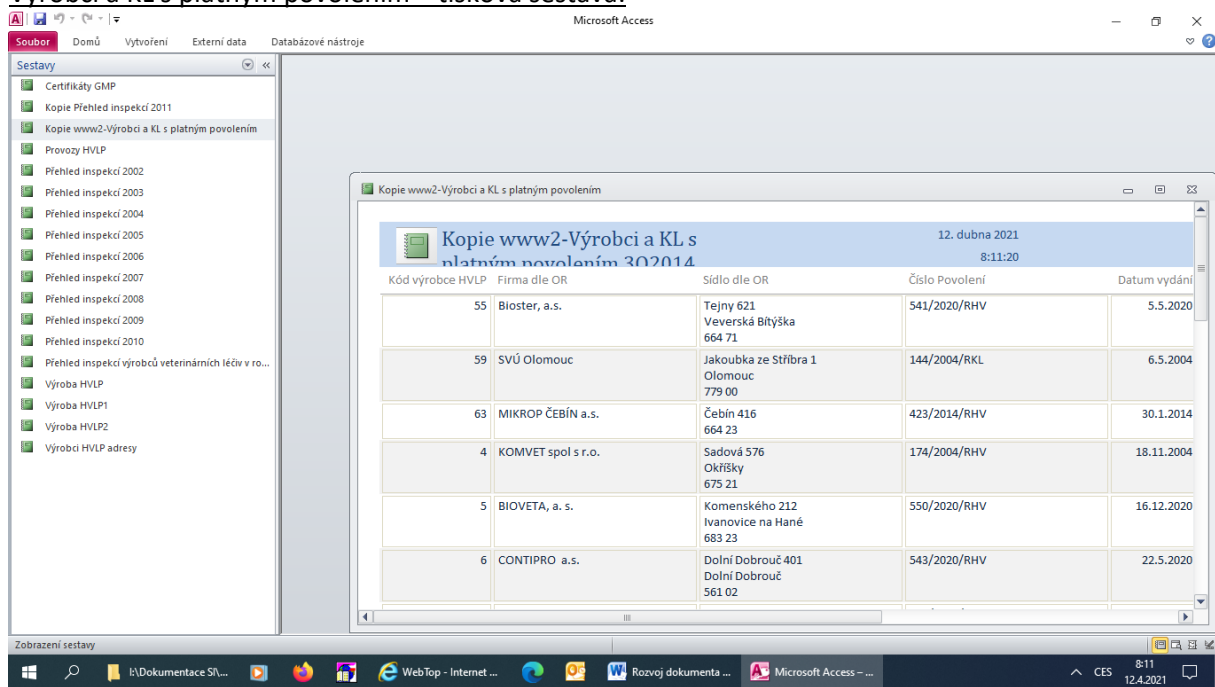 Výrobci a KL s platným povolením – tisková sestava:
Microsoft Access
Soubor Domů Vytvoření Externí data Databázové nástroje
Sestavy
Certifikáty GMP
Kopie Přehled inspekcí 2011
Kopie www2-Výrobci a KL s platným povolením
Provozy HVLP
Přehled inspekcí 2002
Přehled inspekcí 2003
Přehled inspekcí 2004
Přehled inspekcí 2005
Přehled inspekcí 2006
Přehled inspekcí 2007
Přehled inspekcí 2008
Přehled inspekcí 2009
Přehled inspekcí 2010
Přehled inspekcí výrobců veterinárních léčiv v ro...
Výroba HVLP
Výroba HVLP1
Výroba HVLP2
Výrobci HVLP adresy
Kopie www2-Výrobci a KL s platným povolením
Kopie www2-Výrobci a KL s
platným povolením 3Q2014
12. dubna 2021
8:11:20
Kód výrobce HVLP Firma dle OR Sídlo dle OR Číslo Povolení Datum vydání
55 Bioster, a.s. Tejny 621 541/2020/RHV 5.5.2020
Veverská Bítýška
664 71
59 SVÚ Olomouc Jakoubka ze Stříbra 1 144/2004/RKL 6.5.2004
Olomouc
779 00
63 MIKROP ČEBÍN a.s. Čebín 416 423/2014/RHV 30.1.2014
664 23
4 KOMVET spol s r.o. Sadová 576 174/2004/RHV 18.11.2004
Okříšky
675 21
5 BIOVETA, a. s. Komenského 212 550/2020/RHV 16.12.2020
Ivanovice na Hané
683 23
6 CONTIPRO a.s. Dolní Dobrouč 401 543/2020/RHV 22.5.2020
Dolní Dobrouč
561 02
Zobrazení sestavy
I:\Dokumentace SI\... WebTop - Internet ... Rozvoj dokumenta ... Microsoft Access – ... CES 8:11
12.4.2021